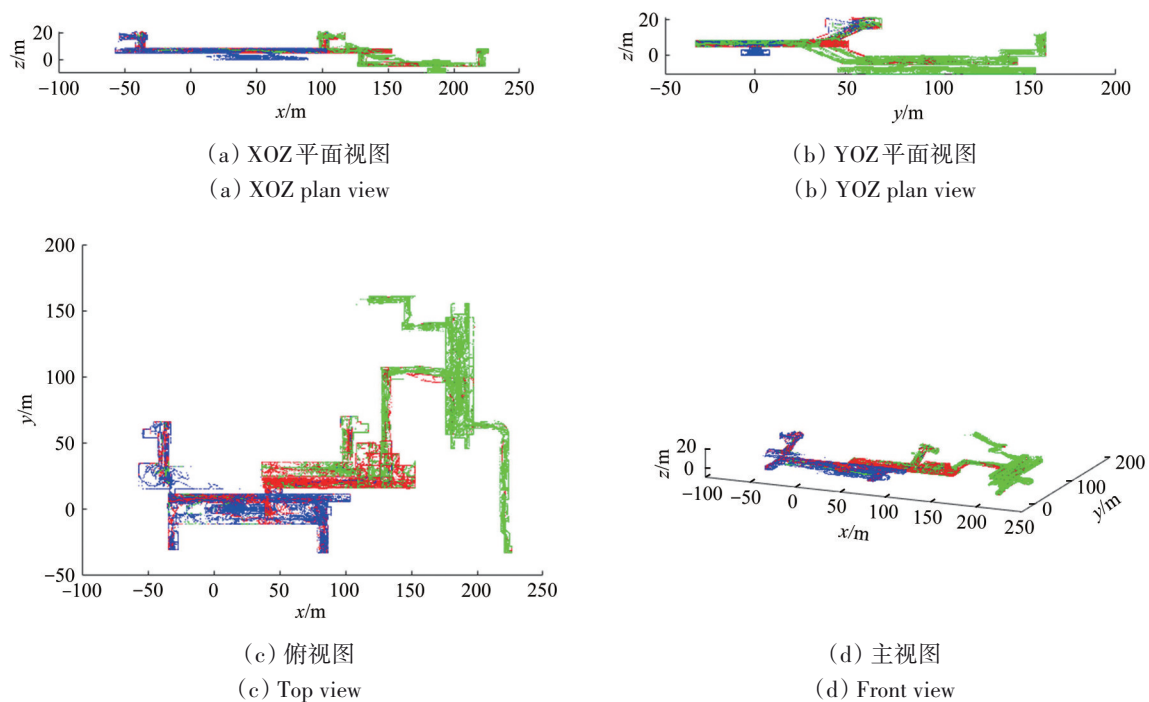 z/m
20
0
−100
−50
0
50
100
150
200
250
x/m
(a) XOZ平面视图
(a) XOZ plan view
z/m
20
0
−50
0
50
100
150
200
y/m
(b) YOZ平面视图
(b) YOZ plan view
y/m
200
150
100
50
0
−50
−100
−50
0
50
100
150
200
250
x/m
(c) 俯视图
(c) Top view
z/m
20
0
−100
−50
0
50
100
150
200
250
x/m
0
100
200
y/m
(d) 主视图
(d) Front view